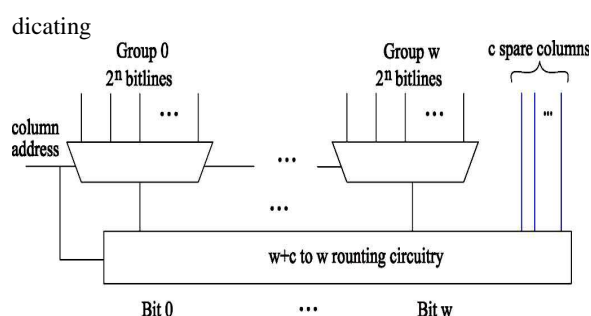 dicating
Group 0
2ⁿ bitlines
Group w
2ⁿ bitlines
c spare columns
...
...
...
column
address
...
...
w+c to w rounting circuitry
Bit 0
...
Bit w